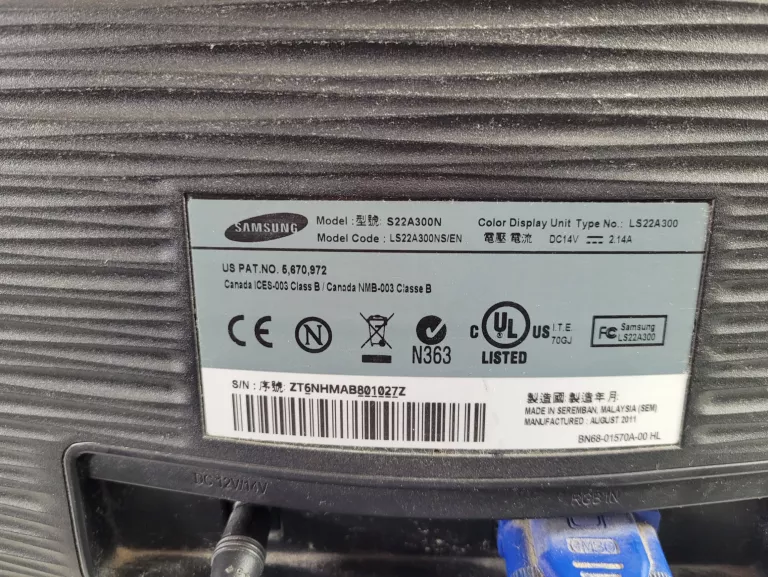 SAMSUNG
Model : 型號 : S22A300N
Model Code : LS22A300NS/EN
Color Display Unit Type No.: LS22A300
電壓 電流 DC14V 2.14A
US PAT.NO. 5,670,972
Canada ICES-003 Class B / Canada NMB-003 Classe B
CE N N363 C UL US LISTED I.T.E. 70GJ FC Samsung LS22A300
S/N : 序號: ZT6NHMAB801027Z
製造國 製造年月
MADE IN SEREMBAN, MALAYSIA (SEM)
MANUFACTURED : AUGUST 2011
BN68-01570A-00 HL
DC 12V/14V
RGB IN